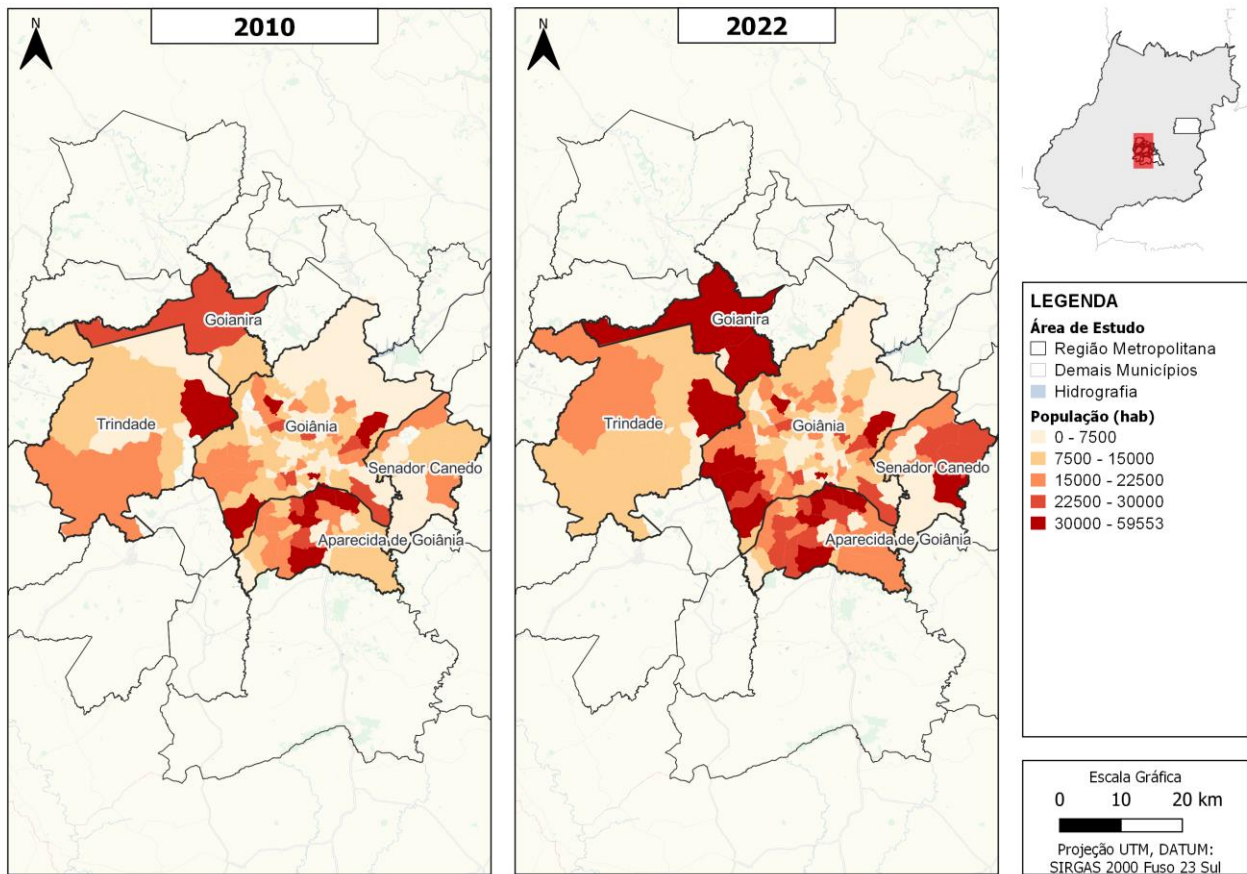 N
2010
Goianira
Trindade
Goiânia
Senador Canedo
Aparecida de Goiânia
N
2022
Goianira
Trindade
Goiânia
Senador Canedo
Aparecida de Goiânia
LEGENDA
Área de Estudo
Região Metropolitana
Demais Municípios
Hidrografia
População (hab)
0 - 7500
7500 - 15000
15000 - 22500
22500 - 30000
30000 - 59553
Escala Gráfica
0 10 20 km
Projeção UTM, DATUM:
SIRGAS 2000 Fuso 23 Sul